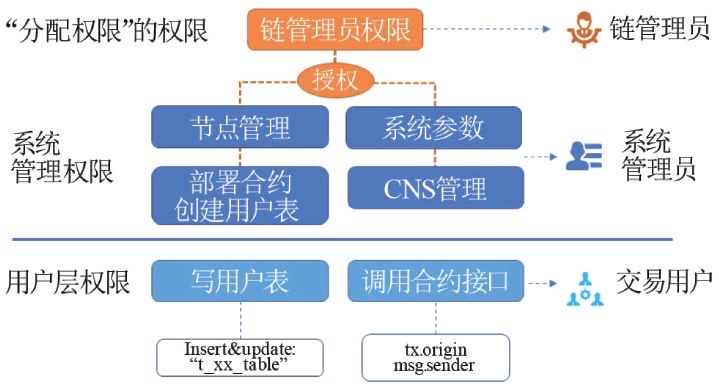 “分配权限”的权限
链管理员权限
链管理员
授权
系统
管理权限
节点管理
系统参数
部署合约
创建用户表
CNS管理
系统
管理员
用户层权限
写用户表
调用合约接口
交易用户
Insert&update:
“t_xx_table”
tx.origin
msg.sender